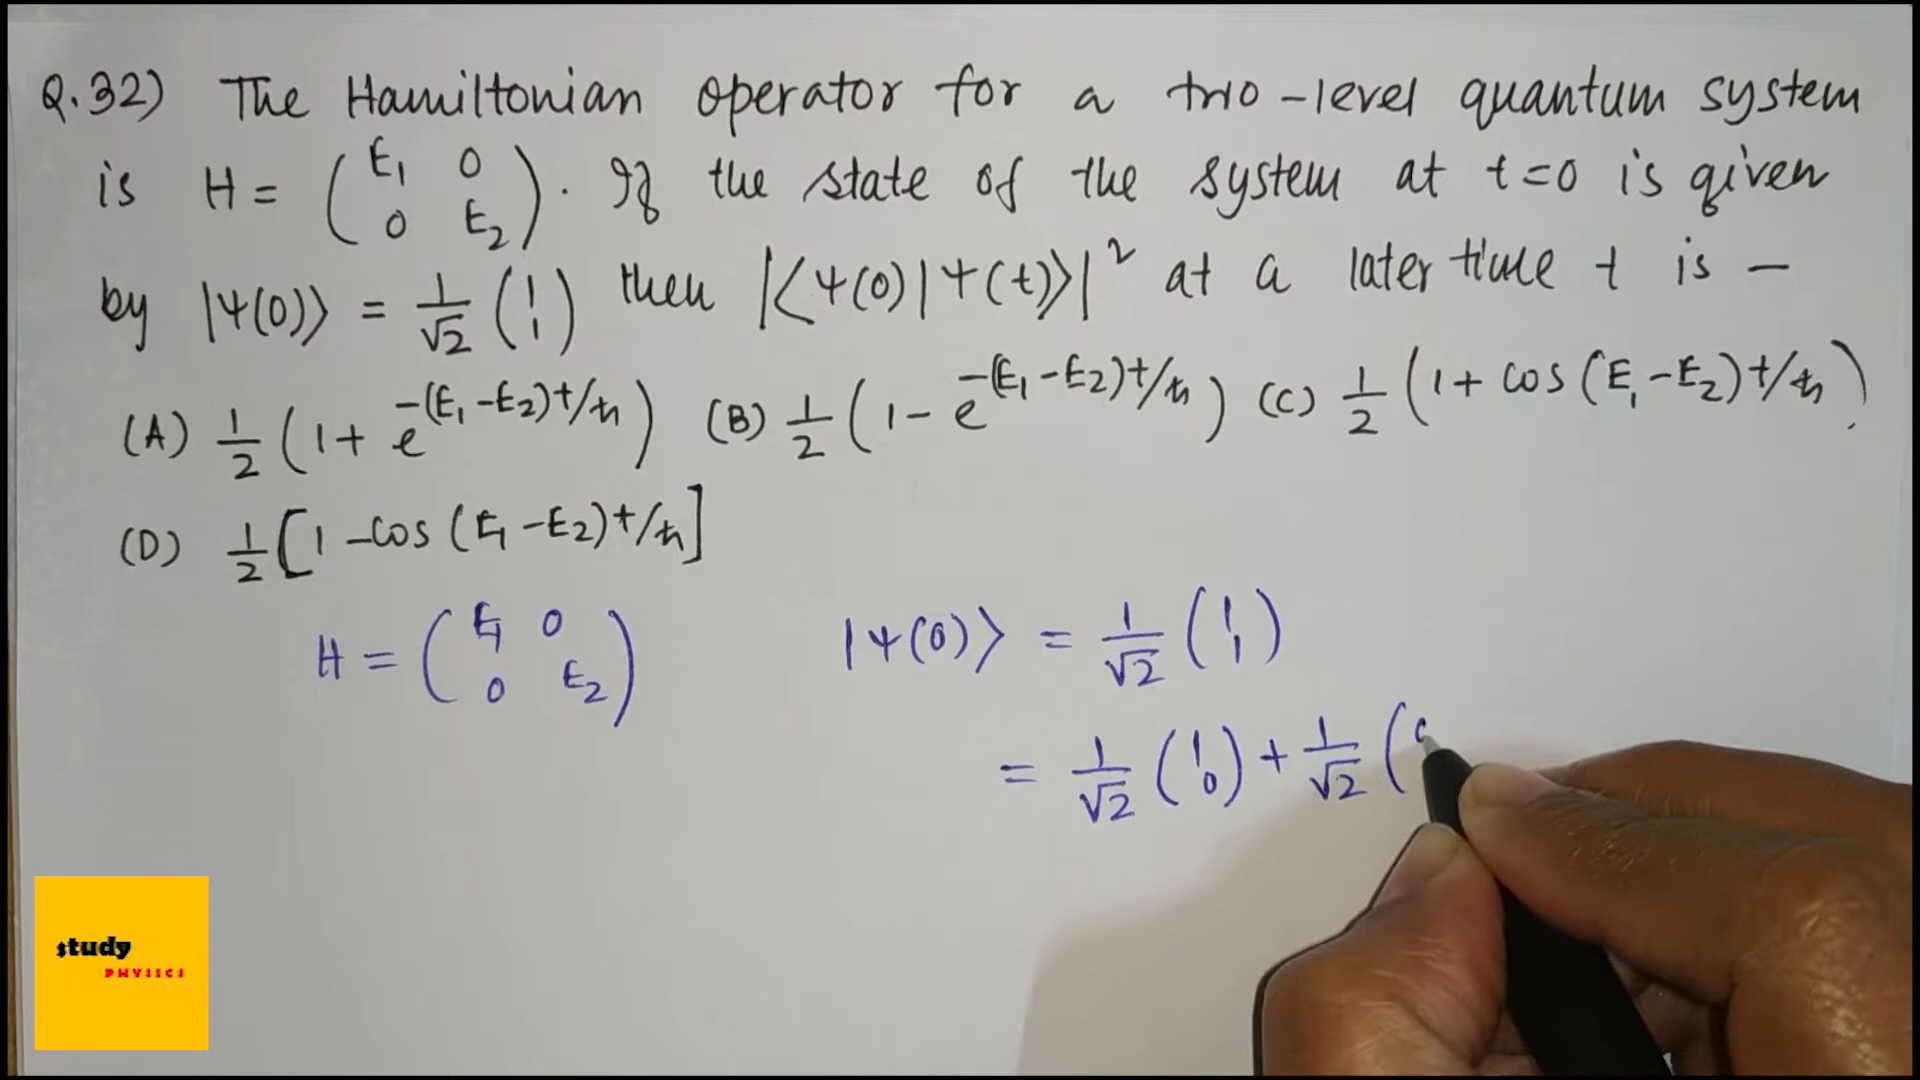 Q.32) The Hamiltonian operator for a two-level quantum system
is H = (E₁ 0 0 E₂). If the state of the system at t=0 is given
by |ψ(0)⟩ = 1/√2 (1 1) then |⟨ψ(0)|ψ(t)⟩|² at a later time t is –
(A) 1/2 (1 + e^{-(E₁-E₂)t/ħ}) (B) 1/2 (1 - e^{-(E₁-E₂)t/ħ}) (C) 1/2 (1 + cos (E₁-E₂)t/ħ).
(D) 1/2 [1 - cos (E₁-E₂)t/ħ]
H = (E₁ 0 0 E₂) |ψ(0)⟩ = 1/√2 (1 1)
= 1/√2 (1 0) + 1/√2 (
study
PHYSICS